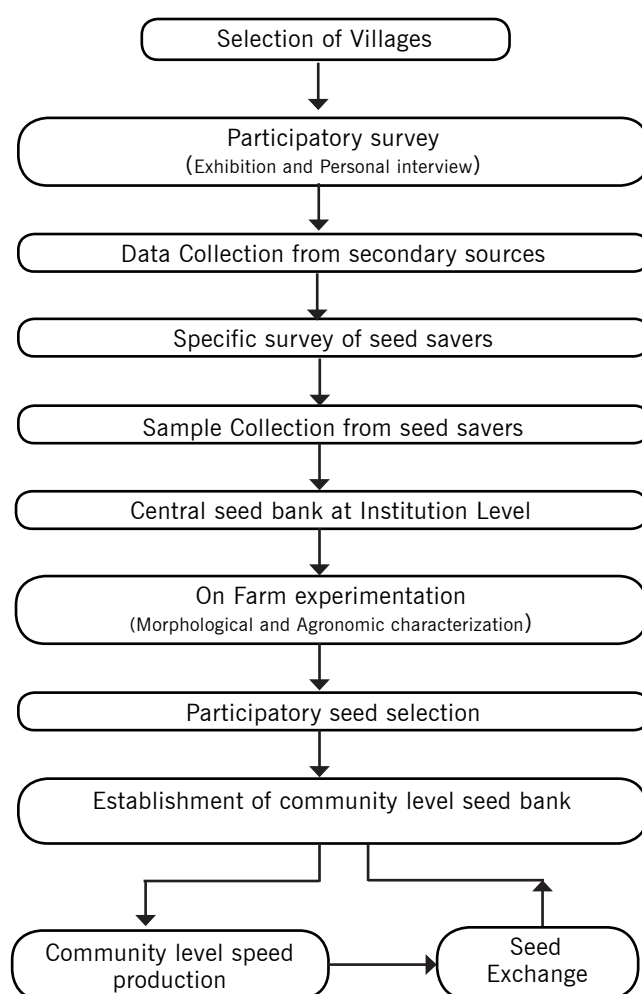 Selection of Villages
Participatory survey
(Exhibition and Personal interview)
Data Collection from secondary sources
Specific survey of seed savers
Sample Collection from seed savers
Central seed bank at Institution Level
On Farm experimentation
(Morphological and Agronomic characterization)
Participatory seed selection
Establishment of community level seed bank
Community level speed
production
Seed
Exchange